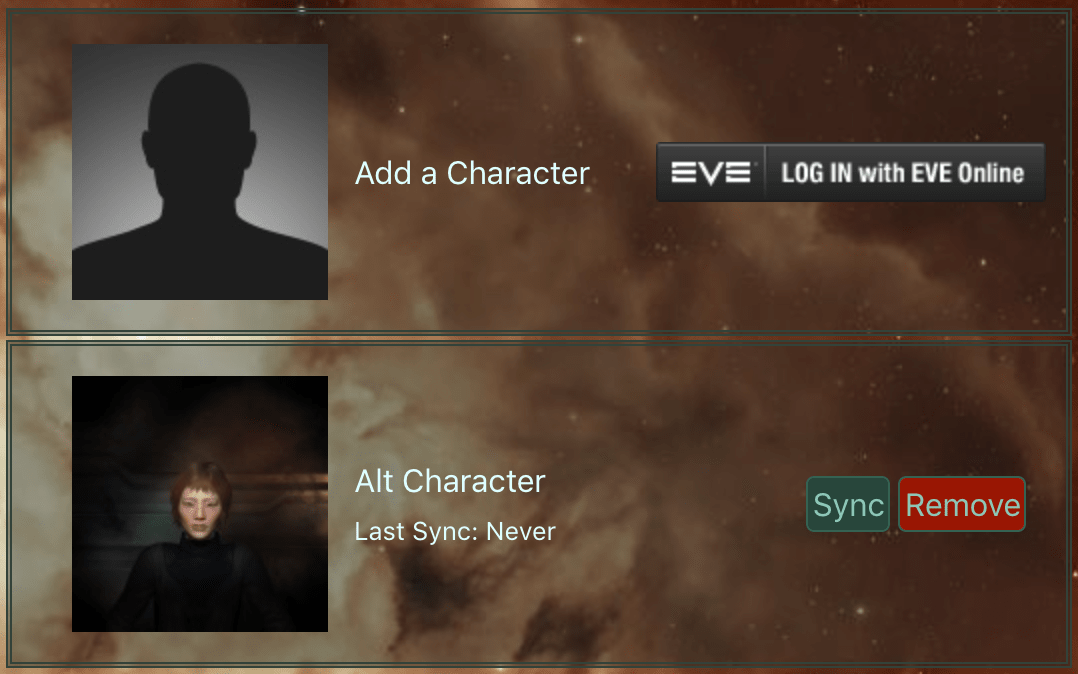 Add a Character
EVE LOG IN with EVE Online
Alt Character
Last Sync: Never
Sync
Remove